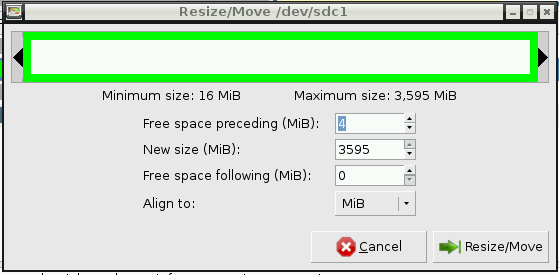 Resize/Move /dev/sdc1
Minimum size: 16 MiB Maximum size: 3,595 MiB
Free space preceding (MiB): 4
New size (MiB): 3595
Free space following (MiB): 0
Align to: MiB
Cancel Resize/Move